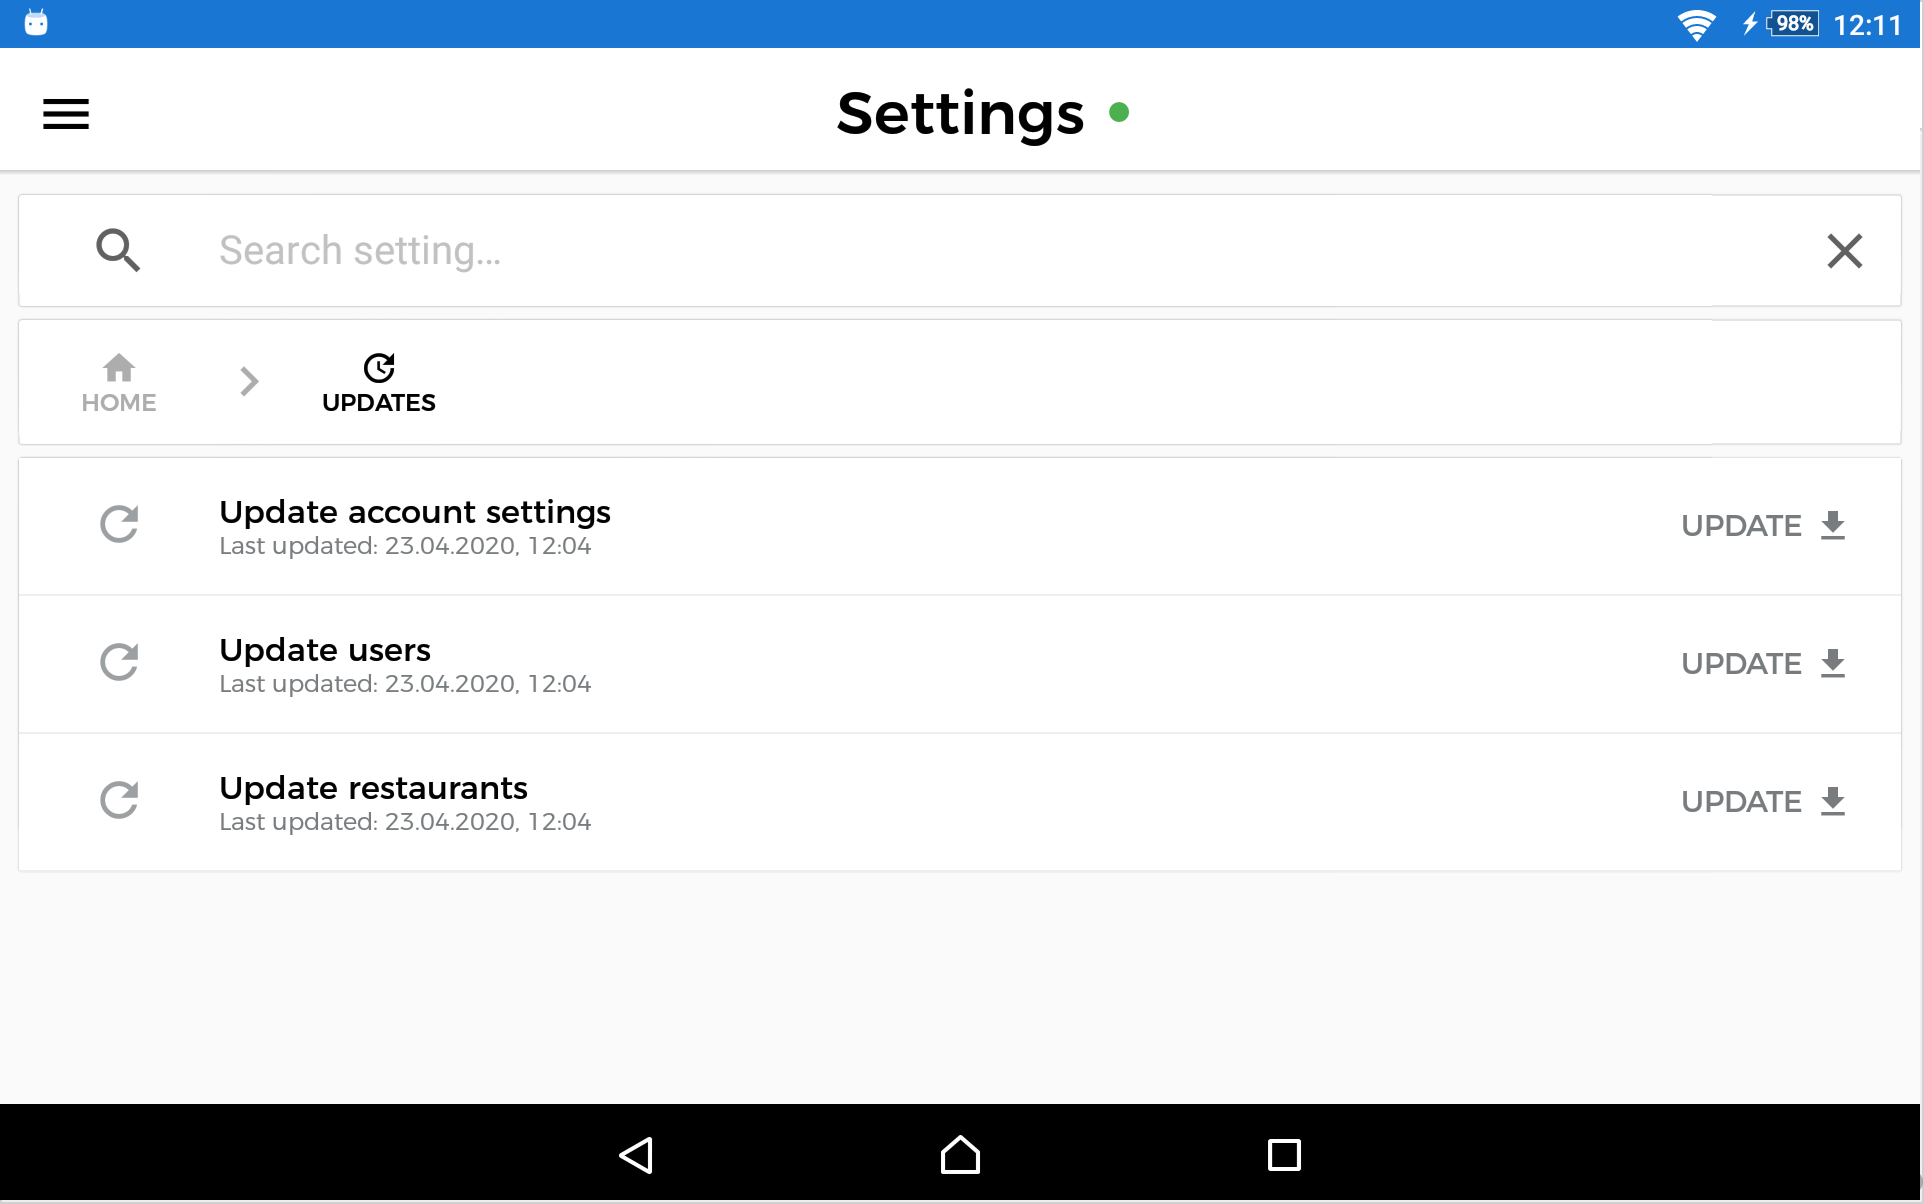 98%
12:11
Settings
Search setting...
HOME
UPDATES
Update account settings
Last updated: 23.04.2020, 12:04
UPDATE
Update users
Last updated: 23.04.2020, 12:04
UPDATE
Update restaurants
Last updated: 23.04.2020, 12:04
UPDATE